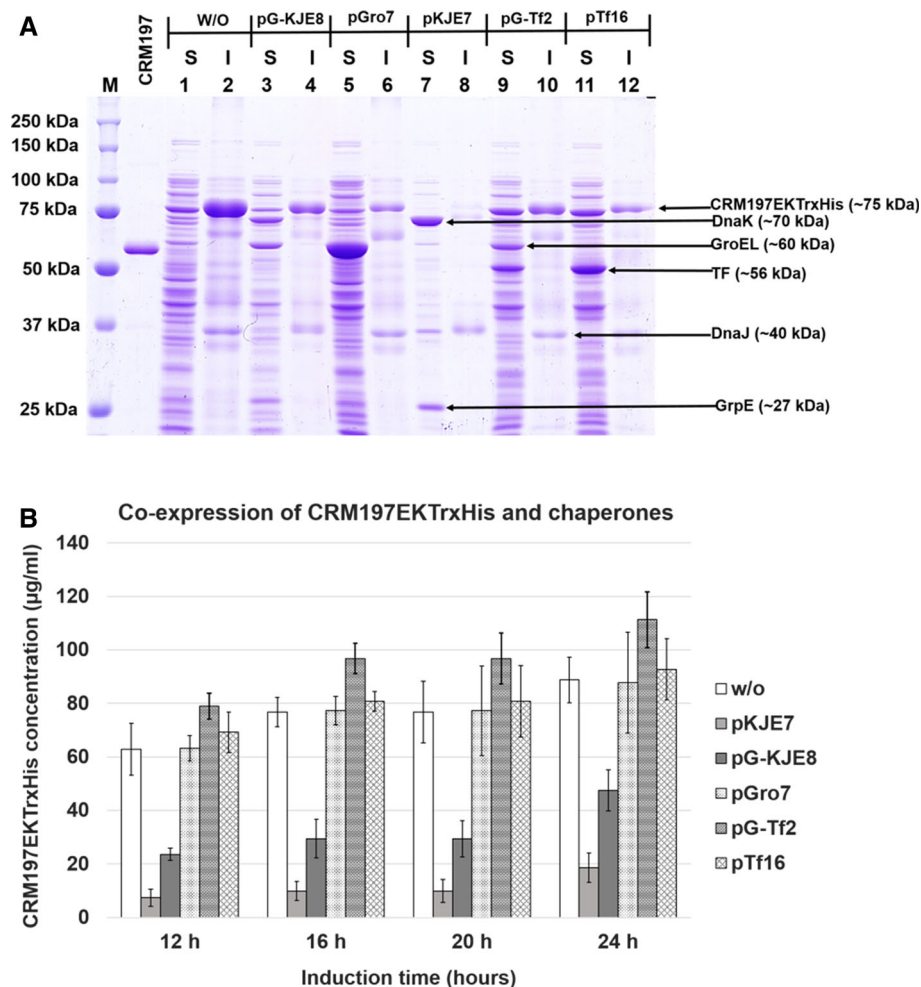 A
CRM197
W/O pG-KJE8 pGro7 pKJE7 pG-Tf2 pTf16
S I S I S I S I S I S I
M 1 2 3 4 5 6 7 8 9 10 11 12
250 kDa
150 kDa
100 kDa
75 kDa
50 kDa
37 kDa
25 kDa
CRM197EKTrxHis (~75 kDa)
DnaK (~70 kDa)
GroEL (~60 kDa)
TF (~56 kDa)
DnaJ (~40 kDa)
GrpE (~27 kDa)
B
Co-expression of CRM197EKTrxHis and chaperones
CRM197EKTrxHis concentration (µg/ml)
140
120
100
80
60
40
20
0
12 h 16 h 20 h 24 h
Induction time (hours)
w/o
pKJE7
pG-KJE8
pGro7
pG-Tf2
pTf16